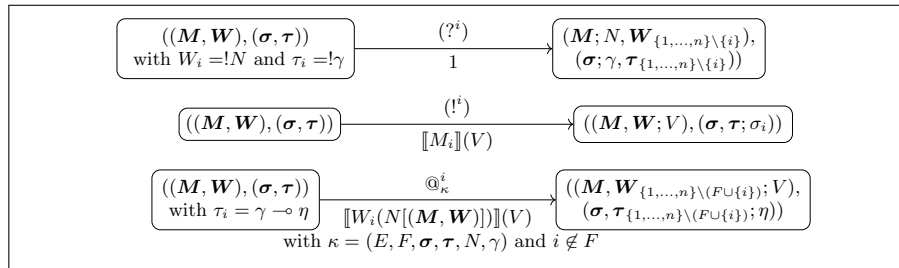 ((M, W), (σ, τ))
with W_i =!N and τ_i =!γ
(?^i)
1
(M; N, W_{{1,...,n}\{i}}),
(σ; γ, τ_{{1,...,n}\{i}}))
((M, W), (σ, τ))
(!^i)
⟦M_i⟧(V)
((M, W; V), (σ, τ; σ_i))
((M, W), (σ, τ))
with τ_i = γ ⊸ η
@^i_κ
⟦W_i(N[(M, W)])⟧(V)
with κ = (E, F, σ, τ, N, γ) and i ∉ F
((M, W_{{1,...,n}\(F∪{i})}; V),
(σ, τ_{{1,...,n}\(F∪{i})}; η))